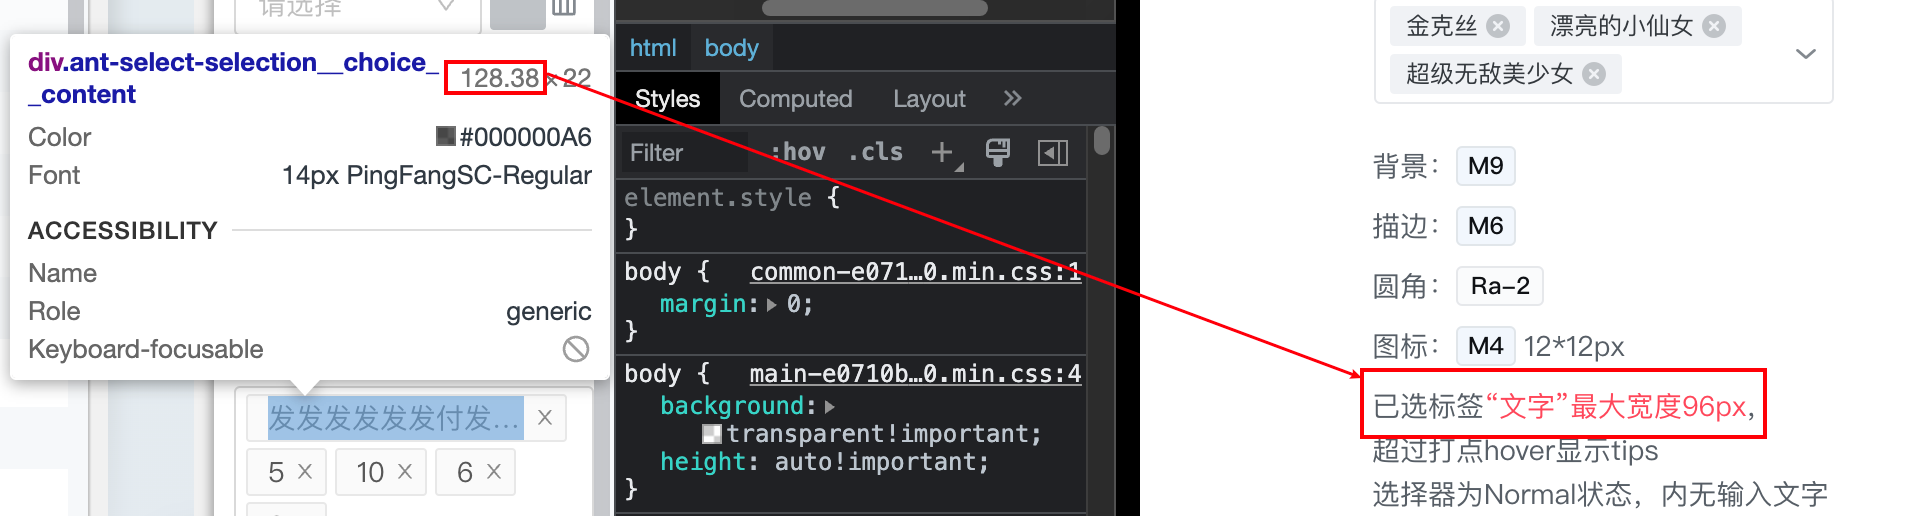 请选择
div.ant-select-selection__choice_
_content
128.38 × 22
Color
#000000A6
Font
14px PingFangSC-Regular
ACCESSIBILITY
Name
Role
generic
Keyboard-focusable
发发发发发发付发...
5
10
6
html
body
Styles
Computed
Layout
Filter
:hov
.cls
element.style {
}
body {
common-e071…0.min.css:1
margin: 0;
}
body {
main-e0710b…0.min.css:4
background:
transparent!important;
height: auto!important;
}
金克丝
漂亮的小仙女
超级无敌美少女
背景： M9
描边： M6
圆角： Ra-2
图标： M4 12*12px
已选标签“文字”最大宽度96px，
超过打点hover显示tips
选择器为Normal状态，内无输入文字